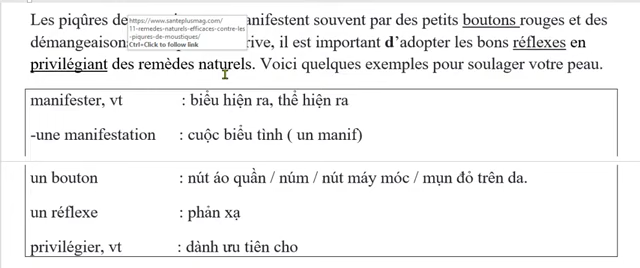 Les piqûres de
https://www.santeplusmag.com/
11-remedes-naturels-efficaces-contre-les
-piqures-de-moustiques/
Ctrl+Click to follow link
manifestent souvent par des petits boutons rouges et des
démangeaison
rive, il est important d'adopter les bons réflexes en
privilégiant des remèdes naturels. Voici quelques exemples pour soulager votre peau.
manifester, vt : biểu hiện ra, thể hiện ra
-une manifestation : cuộc biểu tình ( un manif)
un bouton : nút áo quần / núm / nút máy móc / mụn đỏ trên da.
un réflexe : phản xạ
privilégier, vt : dành ưu tiên cho